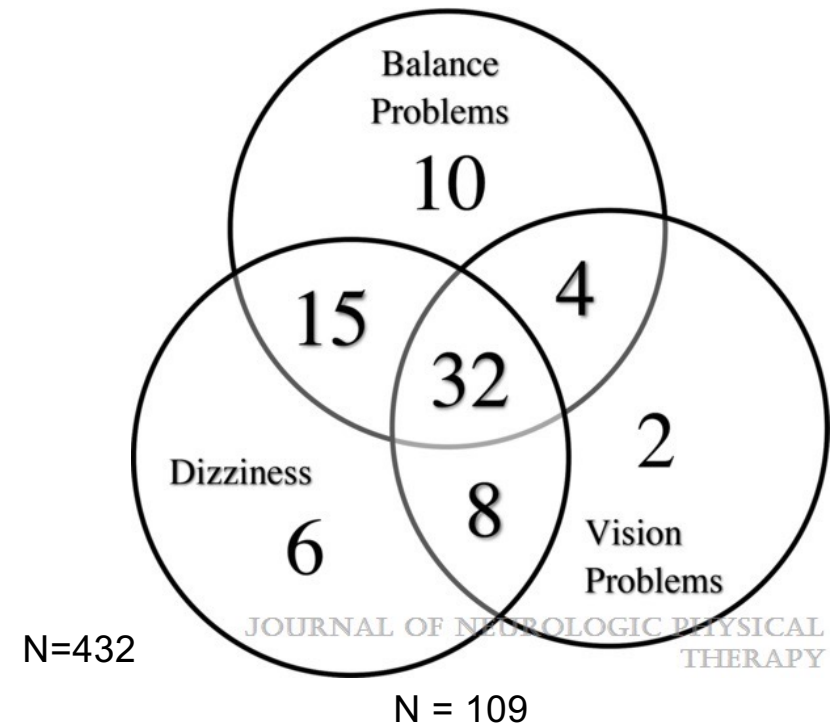 Balance
Problems
10
15
4
32
2
Dizziness
8
6
Vision
Problems
JOURNAL OF NEUROLOGIC PHYSICAL
THERAPY
N=432
N = 109